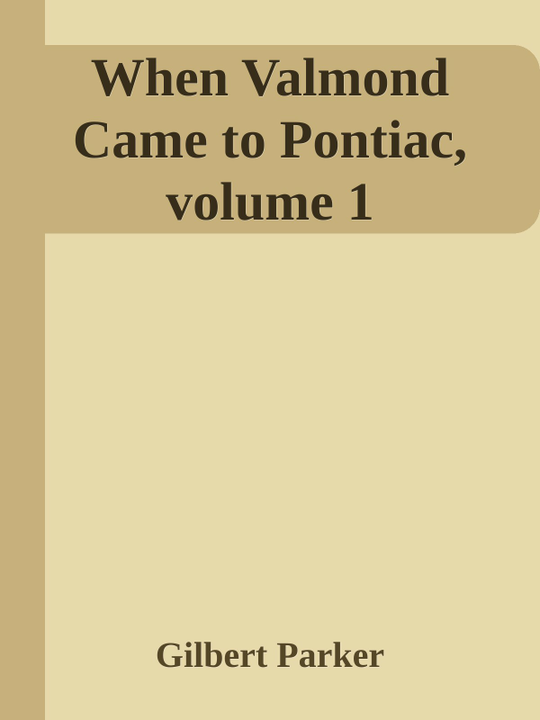 When Valmond
Came to Pontiac,
volume 1
Gilbert Parker